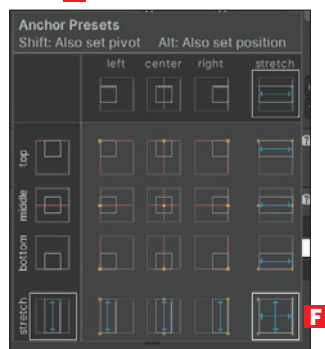 Anchor Presets
Shift: Also set pivot Alt: Also set position
left center right stretch
top
middle
bottom
stretch
F